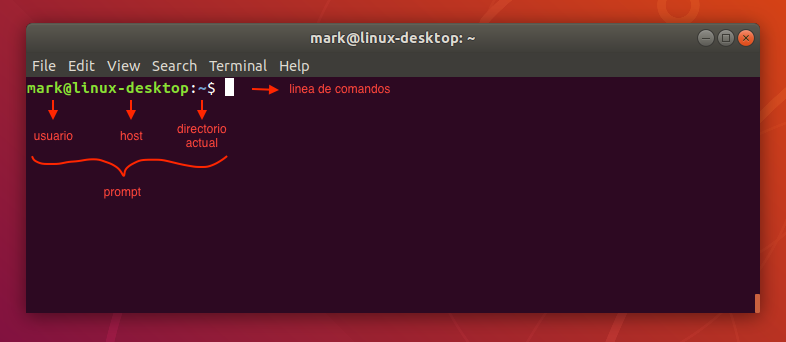 mark@linux-desktop: ~
File Edit View Search Terminal Help
mark@linux-desktop:~$ linea de comandos
usuario host directorio actual
prompt